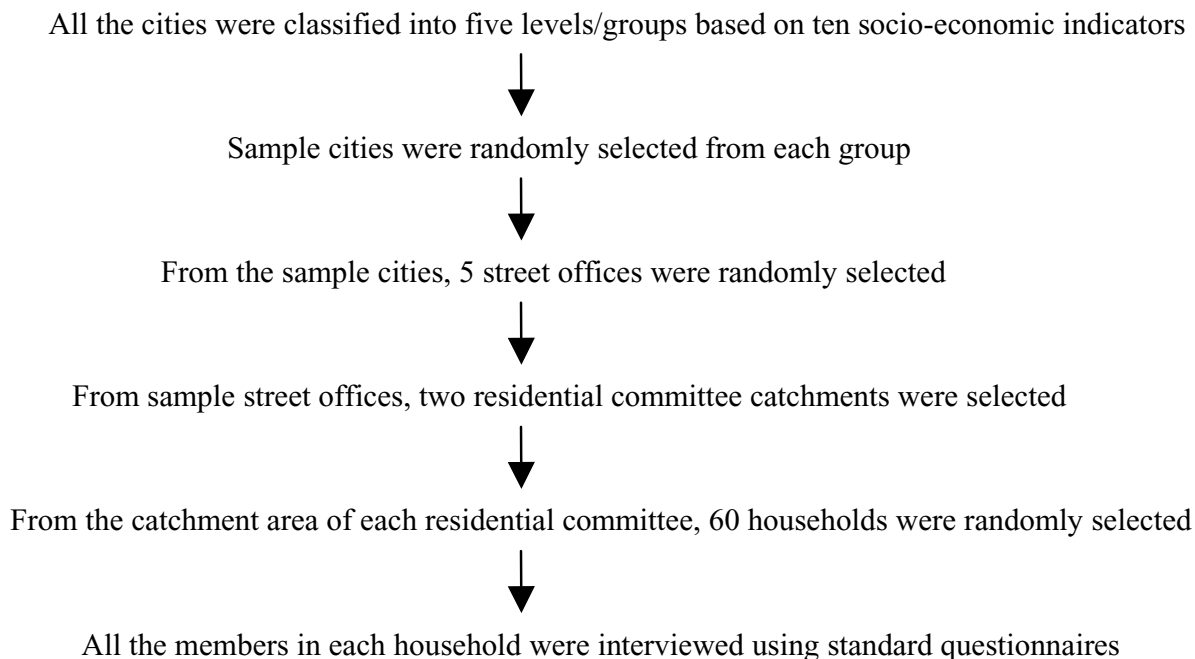 All the cities were classified into five levels/groups based on ten socio-economic indicators
Sample cities were randomly selected from each group
From the sample cities, 5 street offices were randomly selected
From sample street offices, two residential committee catchments were selected
From the catchment area of each residential committee, 60 households were randomly selected
All the members in each household were interviewed using standard questionnaires